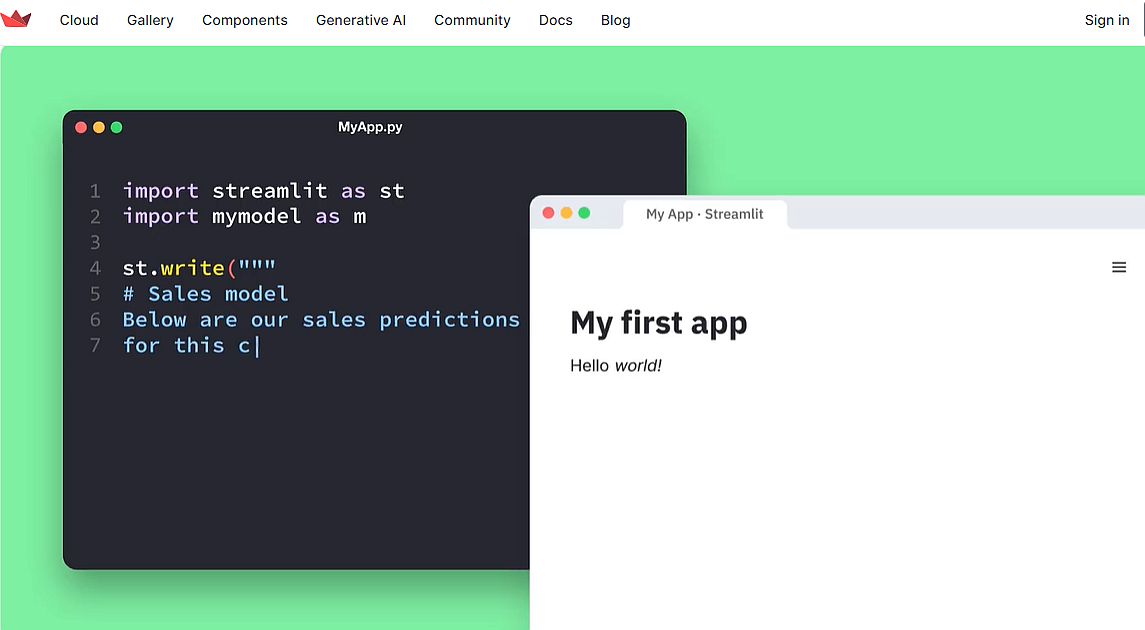 Cloud Gallery Components Generative AI Community Docs Blog Sign in
MyApp.py
1 import streamlit as st
2 import mymodel as m
3
4 st.write("""
5 # Sales model
6 Below are our sales predictions
7 for this c|
My App · Streamlit
My first app
Hello world!